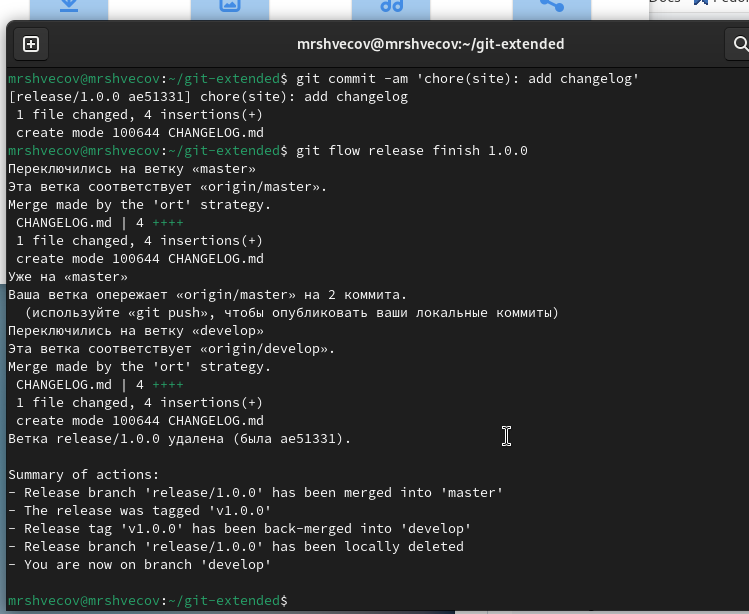 Docs
mrshvecov@mrshvecov:~/git-extended
mrshvecov@mrshvecov:~/git-extended$ git commit -am 'chore(site): add changelog'
[release/1.0.0 ae51331] chore(site): add changelog
 1 file changed, 4 insertions(+)
 create mode 100644 CHANGELOG.md
mrshvecov@mrshvecov:~/git-extended$ git flow release finish 1.0.0
Переключились на ветку «master»
Эта ветка соответствует «origin/master».
Merge made by the 'ort' strategy.
 CHANGELOG.md | 4 ++++
 1 file changed, 4 insertions(+)
 create mode 100644 CHANGELOG.md
Уже на «master»
Ваша ветка опережает «origin/master» на 2 коммита.
  (используйте «git push», чтобы опубликовать ваши локальные коммиты)
Переключились на ветку «develop»
Эта ветка соответствует «origin/develop».
Merge made by the 'ort' strategy.
 CHANGELOG.md | 4 ++++
 1 file changed, 4 insertions(+)
 create mode 100644 CHANGELOG.md
Ветка release/1.0.0 удалена (была ae51331).
Summary of actions:
- Release branch 'release/1.0.0' has been merged into 'master'
- The release was tagged 'v1.0.0'
- Release tag 'v1.0.0' has been back-merged into 'develop'
- Release branch 'release/1.0.0' has been locally deleted
- You are now on branch 'develop'
mrshvecov@mrshvecov:~/git-extended$